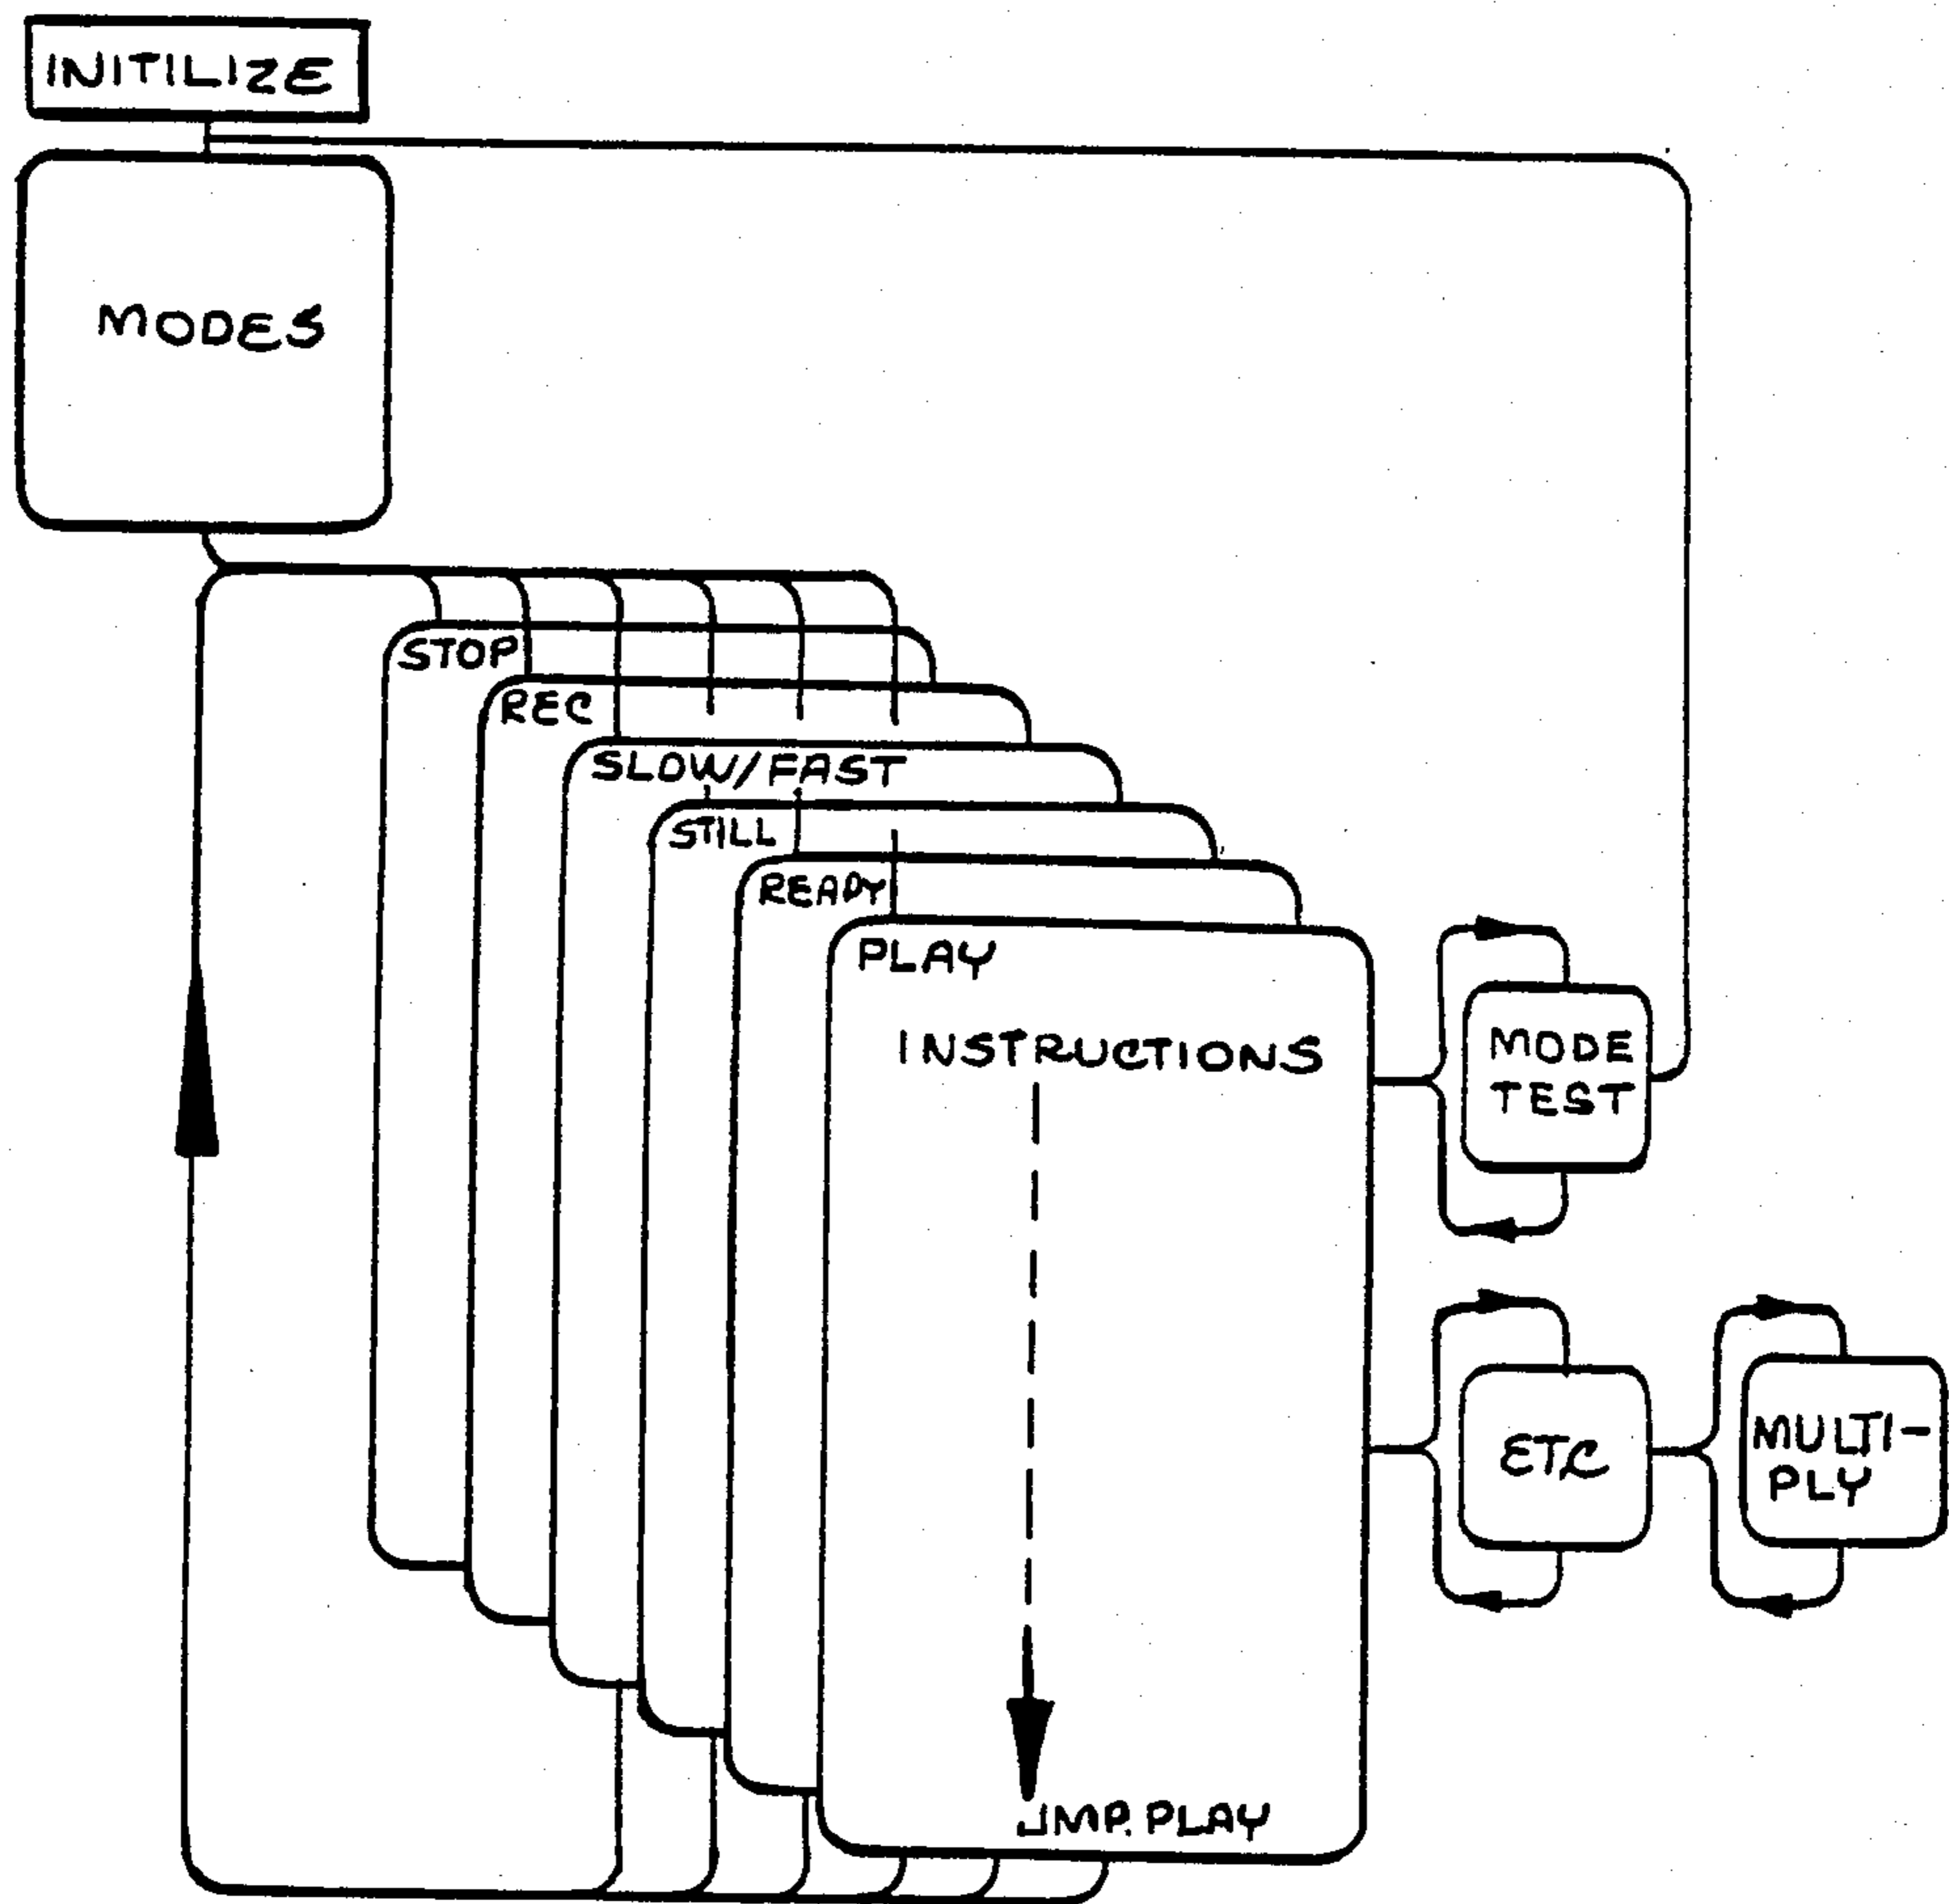 INITILIZE
MODES
STOP
REC
SLOW/FAST
STILL
READY
PLAY
INSTRUCTIONS
JMP. PLAY
MODE
TEST
ETC
MULTI-
PLY